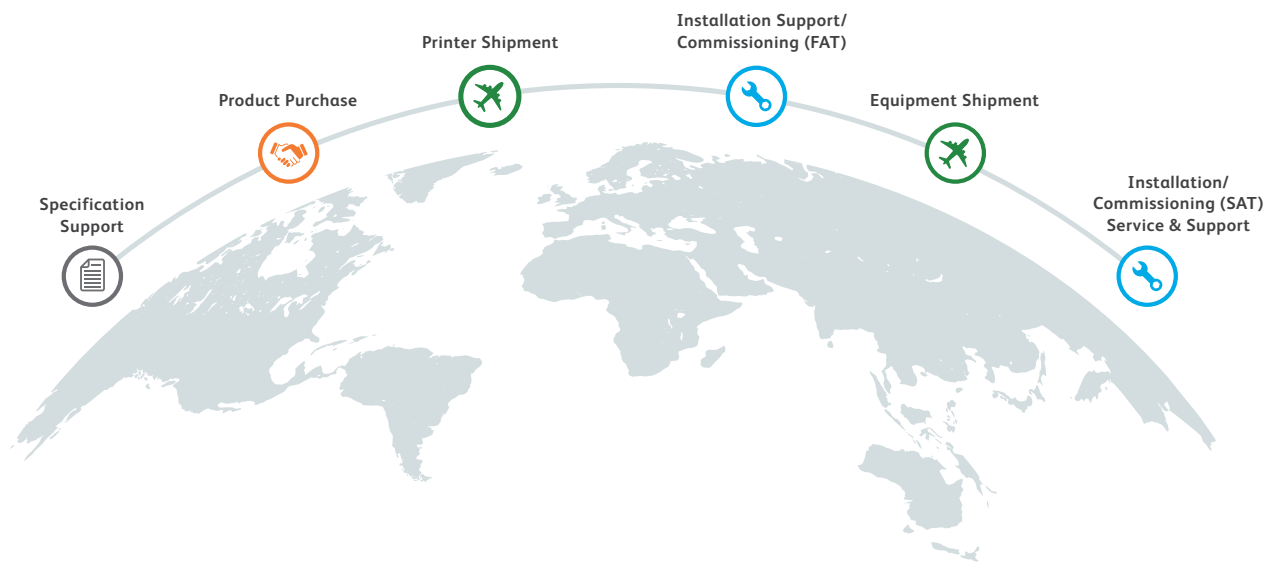 Specification
Support
Product Purchase
Printer Shipment
Installation Support/
Commissioning (FAT)
Equipment Shipment
Installation/
Commissioning (SAT)
Service & Support